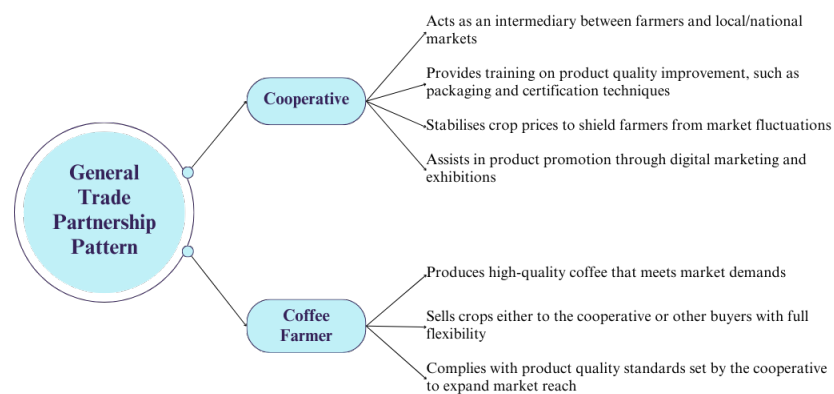 General
Trade
Partnership
Pattern
Cooperative
Acts as an intermediary between farmers and local/national
markets
Provides training on product quality improvement, such as
packaging and certification techniques
Stabilises crop prices to shield farmers from market fluctuations
Assists in product promotion through digital marketing and
exhibitions
Coffee
Farmer
Produces high-quality coffee that meets market demands
Sells crops either to the cooperative or other buyers with full
flexibility
Complies with product quality standards set by the cooperative
to expand market reach